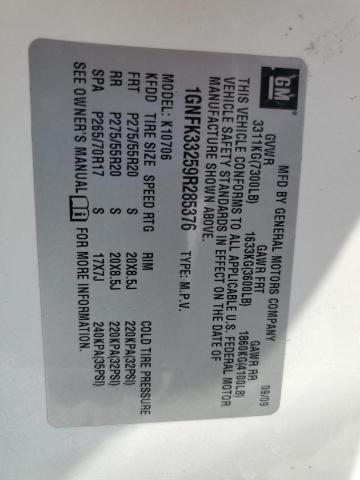 GM
MFD BY GENERAL MOTORS COMPANY
09/09
GVWR GAWR FRT GAWR RR
3311KG(7300LB) 1633KG(3600LB) 1860KG(4100LB)
THIS VEHICLE CONFORMS TO ALL APPLICABLE U.S. FEDERAL MOTOR
VEHICLE SAFETY STANDARDS IN EFFECT ON THE DATE OF
MANUFACTURE SHOWN ABOVE.
1GNFK33259R286376 TYPE: M.P.V.
MODEL: K10706
KFDD TIRE SIZE SPEED RTG RIM COLD TIRE PRESSURE
FRT P275/55R20 S 20X8.5J 220KPA(32PSI)
RR P275/55R20 S 20X8.5J 220KPA(32PSI)
SPA P265/70R17 S 17X7J 240KPA(35PSI)
SEE OWNER'S MANUAL FOR MORE INFORMATION.